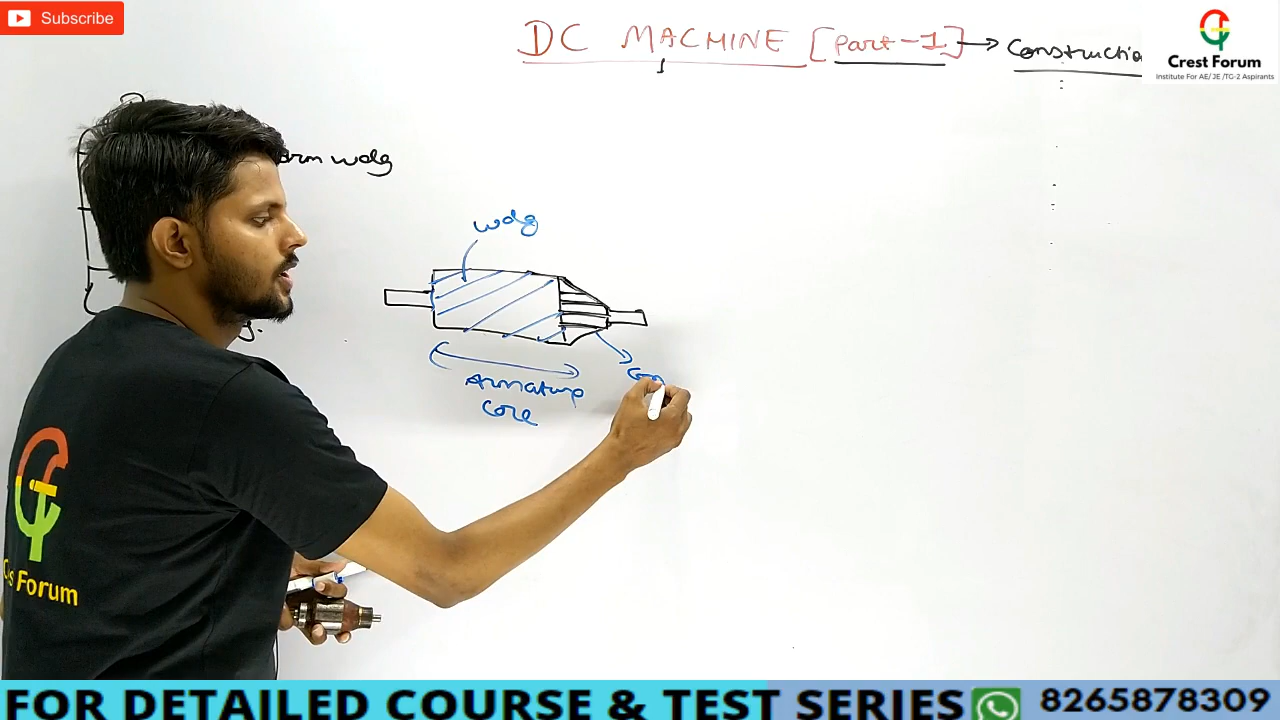 Subscribe
DC MACHINE [Part-1] → Construction
Crest Forum
Institute For AE/ JE /TG-2 Aspirants
wdg
wdg
Armature
core
Forum
FOR DETAILED COURSE & TEST SERIES 8265878309